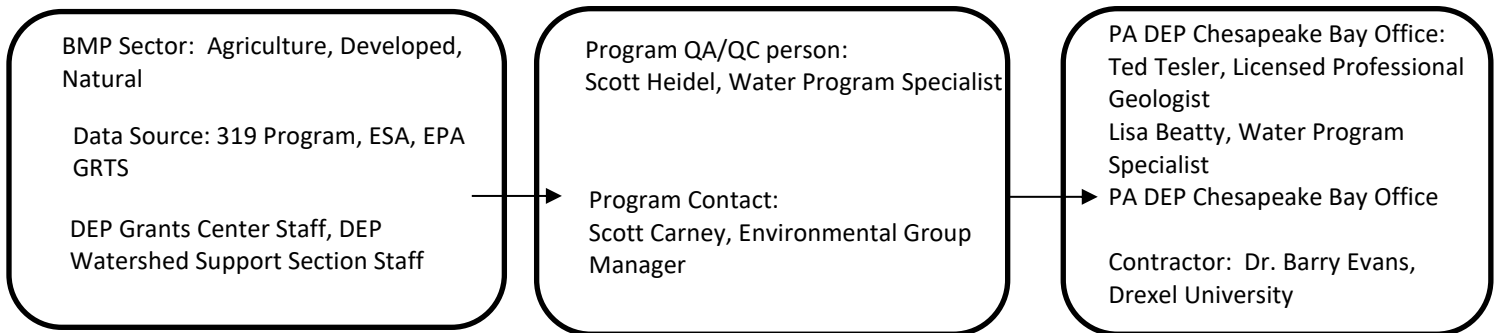 BMP Sector: Agriculture, Developed,
Natural
Data Source: 319 Program, ESA, EPA
GRTS
DEP Grants Center Staff, DEP
Watershed Support Section Staff
Program QA/QC person:
Scott Heidel, Water Program Specialist
Program Contact:
Scott Carney, Environmental Group
Manager
PA DEP Chesapeake Bay Office:
Ted Tesler, Licensed Professional
Geologist
Lisa Beatty, Water Program
Specialist
PA DEP Chesapeake Bay Office
Contractor: Dr. Barry Evans,
Drexel University